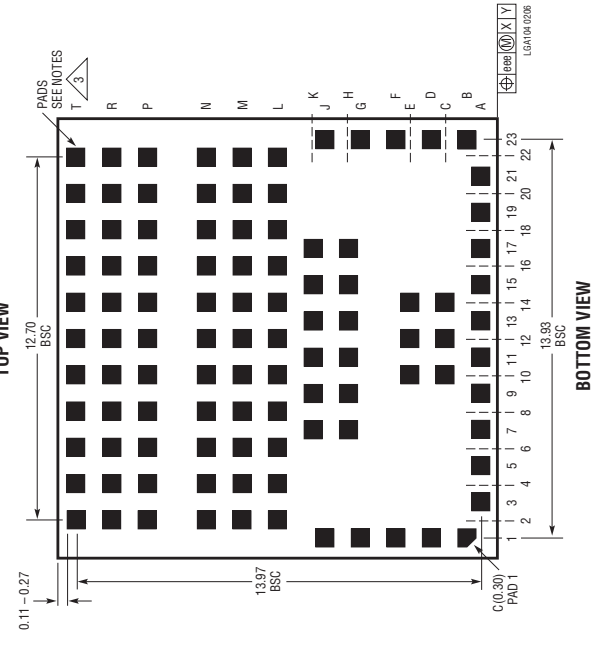 TOP VIEW
12.70
BSC
PADS
SEE NOTES
3
T
R
P
N
M
L
K
J
H
G
F
E
D
C
B
A
⌖ eee Ⓜ X Y
LGA104 0206
23
22
21
20
19
18
17
16
15
14
13
12
11
10
9
8
7
6
5
4
3
2
1
13.93
BSC
13.97
BSC
0.11 – 0.27
C(0.30)
PAD 1
BOTTOM VIEW